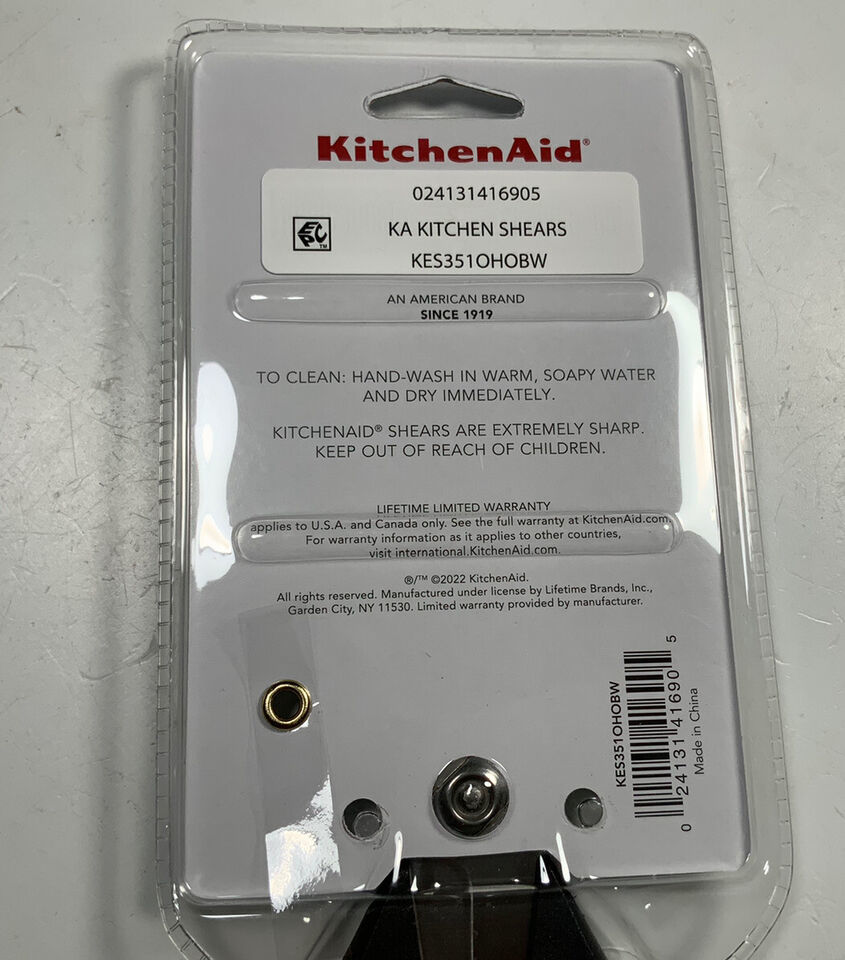 KitchenAid®
024131416905
EPC™
KA KITCHEN SHEARS
KES351OHOBW
AN AMERICAN BRAND
SINCE 1919
TO CLEAN: HAND-WASH IN WARM, SOAPY WATER
AND DRY IMMEDIATELY.
KITCHENAID® SHEARS ARE EXTREMELY SHARP.
KEEP OUT OF REACH OF CHILDREN.
LIFETIME LIMITED WARRANTY
applies to U.S.A. and Canada only. See the full warranty at KitchenAid.com.
For warranty information as it applies to other countries,
visit international.KitchenAid.com.
®/™ ©2022 KitchenAid.
All rights reserved. Manufactured under license by Lifetime Brands, Inc.,
Garden City, NY 11530. Limited warranty provided by manufacturer.
KES351OHOBW
0 24131 41690 5
Made in China